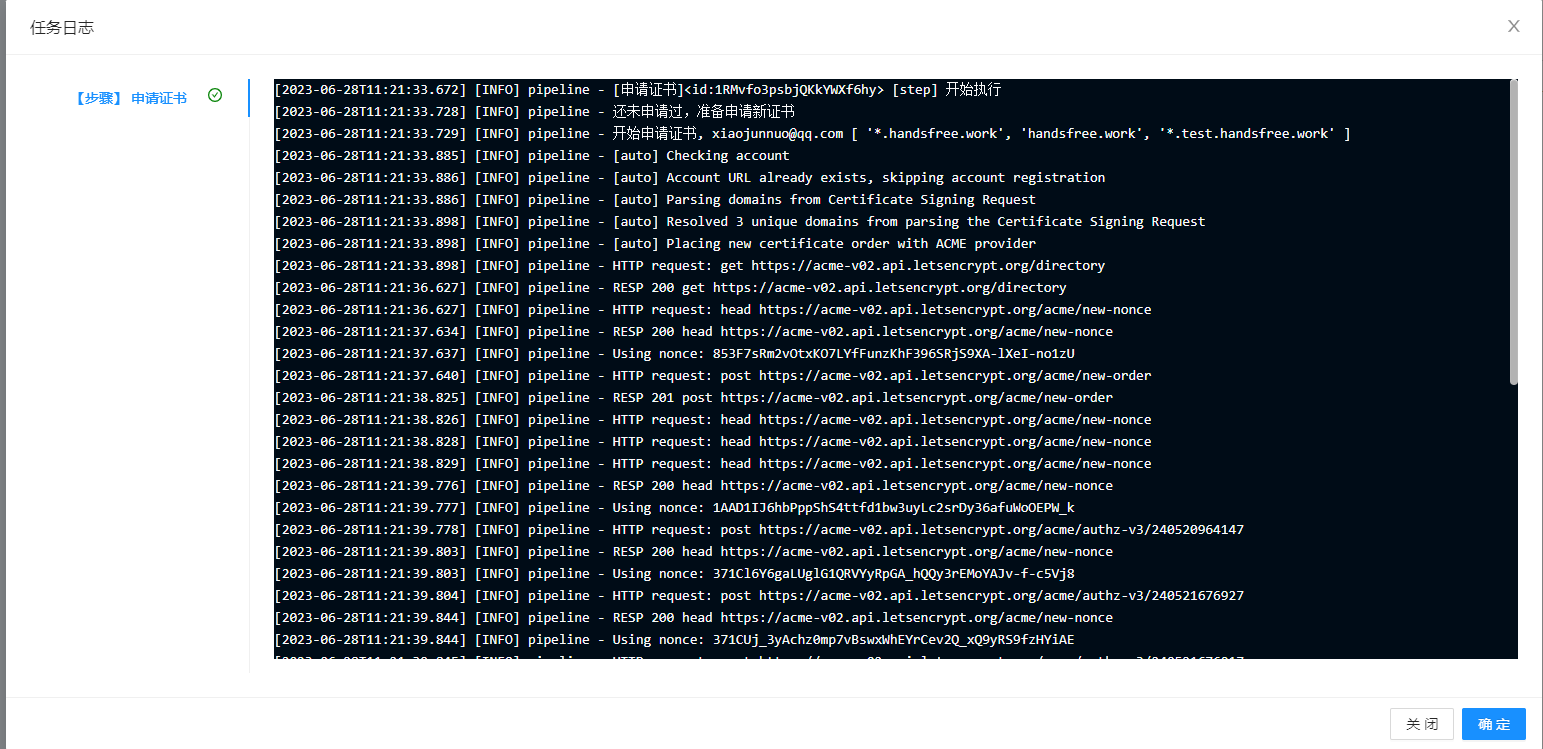 任务日志
【步骤】 申请证书
[2023-06-28T11:21:33.672] [INFO] pipeline - [申请证书]<id:1RMvfo3psbjQKkYWXf6hy> [step] 开始执行
[2023-06-28T11:21:33.728] [INFO] pipeline - 还未申请过，准备申请新证书
[2023-06-28T11:21:33.729] [INFO] pipeline - 开始申请证书, xiaojunnuo@qq.com [ '*.handsfree.work', 'handsfree.work', '*.test.handsfree.work' ]
[2023-06-28T11:21:33.885] [INFO] pipeline - [auto] Checking account
[2023-06-28T11:21:33.886] [INFO] pipeline - [auto] Account URL already exists, skipping account registration
[2023-06-28T11:21:33.886] [INFO] pipeline - [auto] Parsing domains from Certificate Signing Request
[2023-06-28T11:21:33.898] [INFO] pipeline - [auto] Resolved 3 unique domains from parsing the Certificate Signing Request
[2023-06-28T11:21:33.898] [INFO] pipeline - [auto] Placing new certificate order with ACME provider
[2023-06-28T11:21:33.898] [INFO] pipeline - HTTP request: get https://acme-v02.api.letsencrypt.org/directory
[2023-06-28T11:21:36.627] [INFO] pipeline - RESP 200 get https://acme-v02.api.letsencrypt.org/directory
[2023-06-28T11:21:36.627] [INFO] pipeline - HTTP request: head https://acme-v02.api.letsencrypt.org/acme/new-nonce
[2023-06-28T11:21:37.634] [INFO] pipeline - RESP 200 head https://acme-v02.api.letsencrypt.org/acme/new-nonce
[2023-06-28T11:21:37.637] [INFO] pipeline - Using nonce: 853F7sRm2vOtxKO7LYfFunzKhF396SRjS9XA-lXeI-no1zU
[2023-06-28T11:21:37.640] [INFO] pipeline - HTTP request: post https://acme-v02.api.letsencrypt.org/acme/new-order
[2023-06-28T11:21:38.825] [INFO] pipeline - RESP 201 post https://acme-v02.api.letsencrypt.org/acme/new-order
[2023-06-28T11:21:38.826] [INFO] pipeline - HTTP request: head https://acme-v02.api.letsencrypt.org/acme/new-nonce
[2023-06-28T11:21:38.828] [INFO] pipeline - HTTP request: head https://acme-v02.api.letsencrypt.org/acme/new-nonce
[2023-06-28T11:21:38.829] [INFO] pipeline - HTTP request: head https://acme-v02.api.letsencrypt.org/acme/new-nonce
[2023-06-28T11:21:39.776] [INFO] pipeline - RESP 200 head https://acme-v02.api.letsencrypt.org/acme/new-nonce
[2023-06-28T11:21:39.777] [INFO] pipeline - Using nonce: 1AAD1IJ6hbPppShS4ttfd1bw3uyLc2srDy36afuWoOEPW_k
[2023-06-28T11:21:39.778] [INFO] pipeline - HTTP request: post https://acme-v02.api.letsencrypt.org/acme/authz-v3/240520964147
[2023-06-28T11:21:39.803] [INFO] pipeline - RESP 200 head https://acme-v02.api.letsencrypt.org/acme/new-nonce
[2023-06-28T11:21:39.803] [INFO] pipeline - Using nonce: 371Cl6Y6gaLUglG1QRVYyRpGA_hQQy3rEMoYAJv-f-c5Vj8
[2023-06-28T11:21:39.804] [INFO] pipeline - HTTP request: post https://acme-v02.api.letsencrypt.org/acme/authz-v3/240521676927
[2023-06-28T11:21:39.844] [INFO] pipeline - RESP 200 head https://acme-v02.api.letsencrypt.org/acme/new-nonce
[2023-06-28T11:21:39.844] [INFO] pipeline - Using nonce: 371CUj_3yAchz0mp7vBswxWhEYrCev2Q_xQ9yRS9fzHYiAE
关 闭
确 定